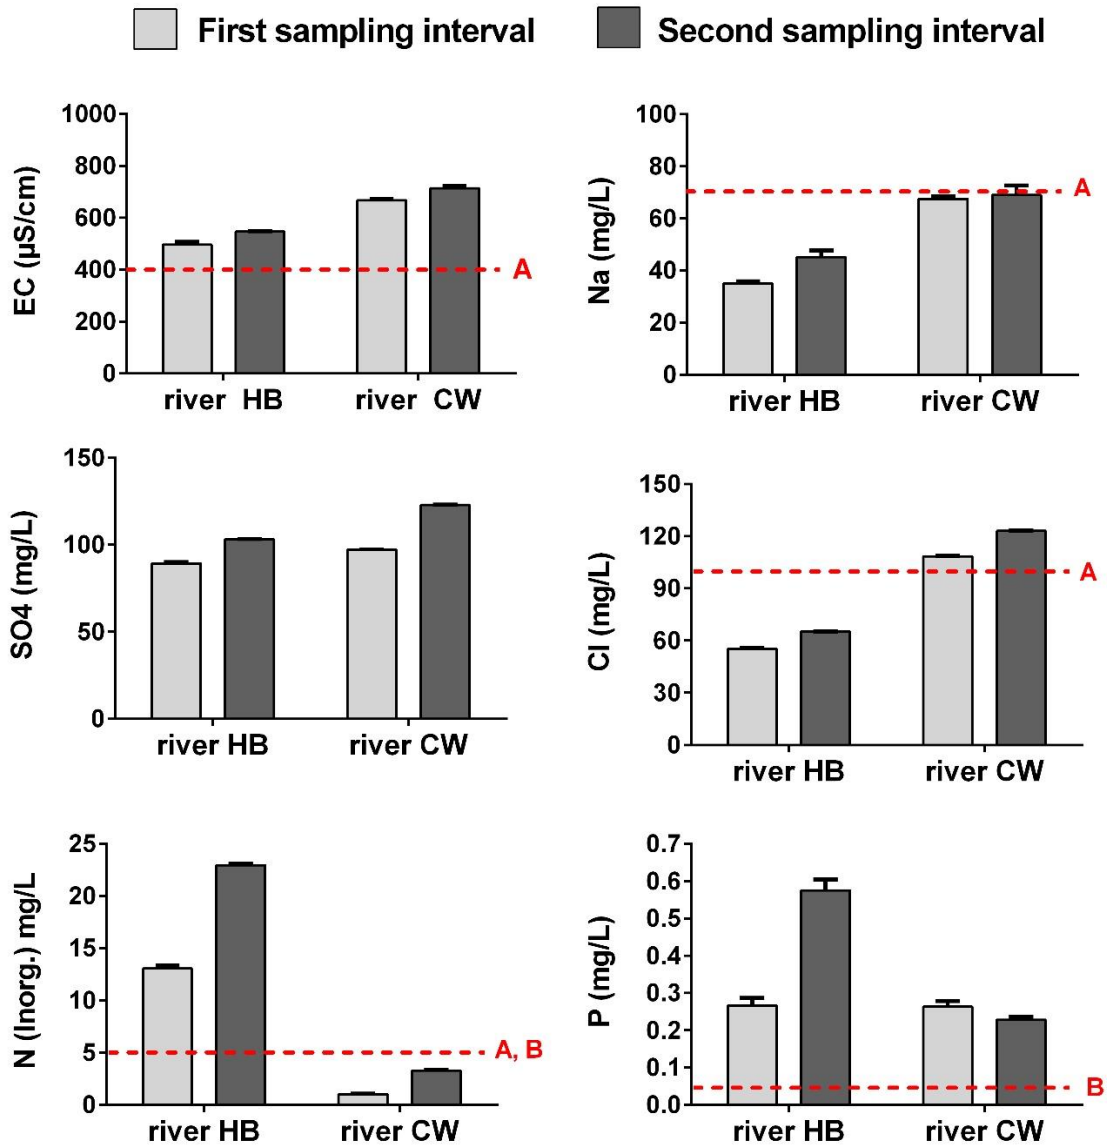 First sampling interval
Second sampling interval
EC (µS/cm)
1000
800
600
400
200
0
A
river HB
river CW
Na (mg/L)
100
80
60
40
20
0
A
river HB
river CW
SO4 (mg/L)
150
100
50
0
river HB
river CW
Cl (mg/L)
150
120
90
60
30
0
A
river HB
river CW
N (Inorg.) mg/L
25
20
15
10
5
0
A, B
river HB
river CW
P (mg/L)
0.7
0.6
0.5
0.4
0.3
0.2
0.1
0.0
B
river HB
river CW